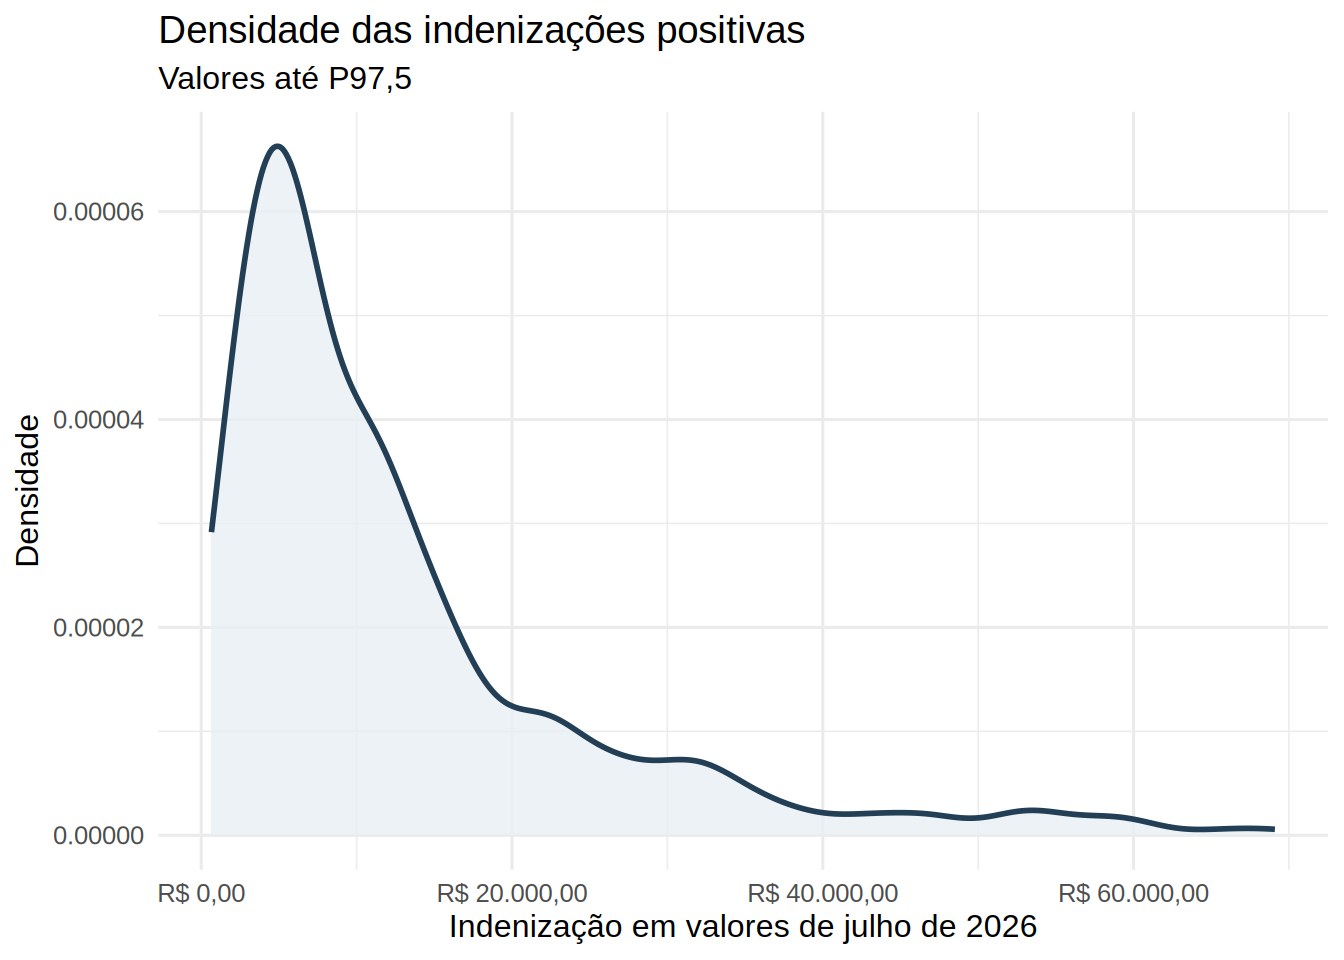 Densidade das indenizações positivas
Valores até P97,5
Densidade
0.00006
0.00004
0.00002
0.00000
R$ 0,00
R$ 20.000,00
R$ 40.000,00
R$ 60.000,00
Indenização em valores de julho de 2026